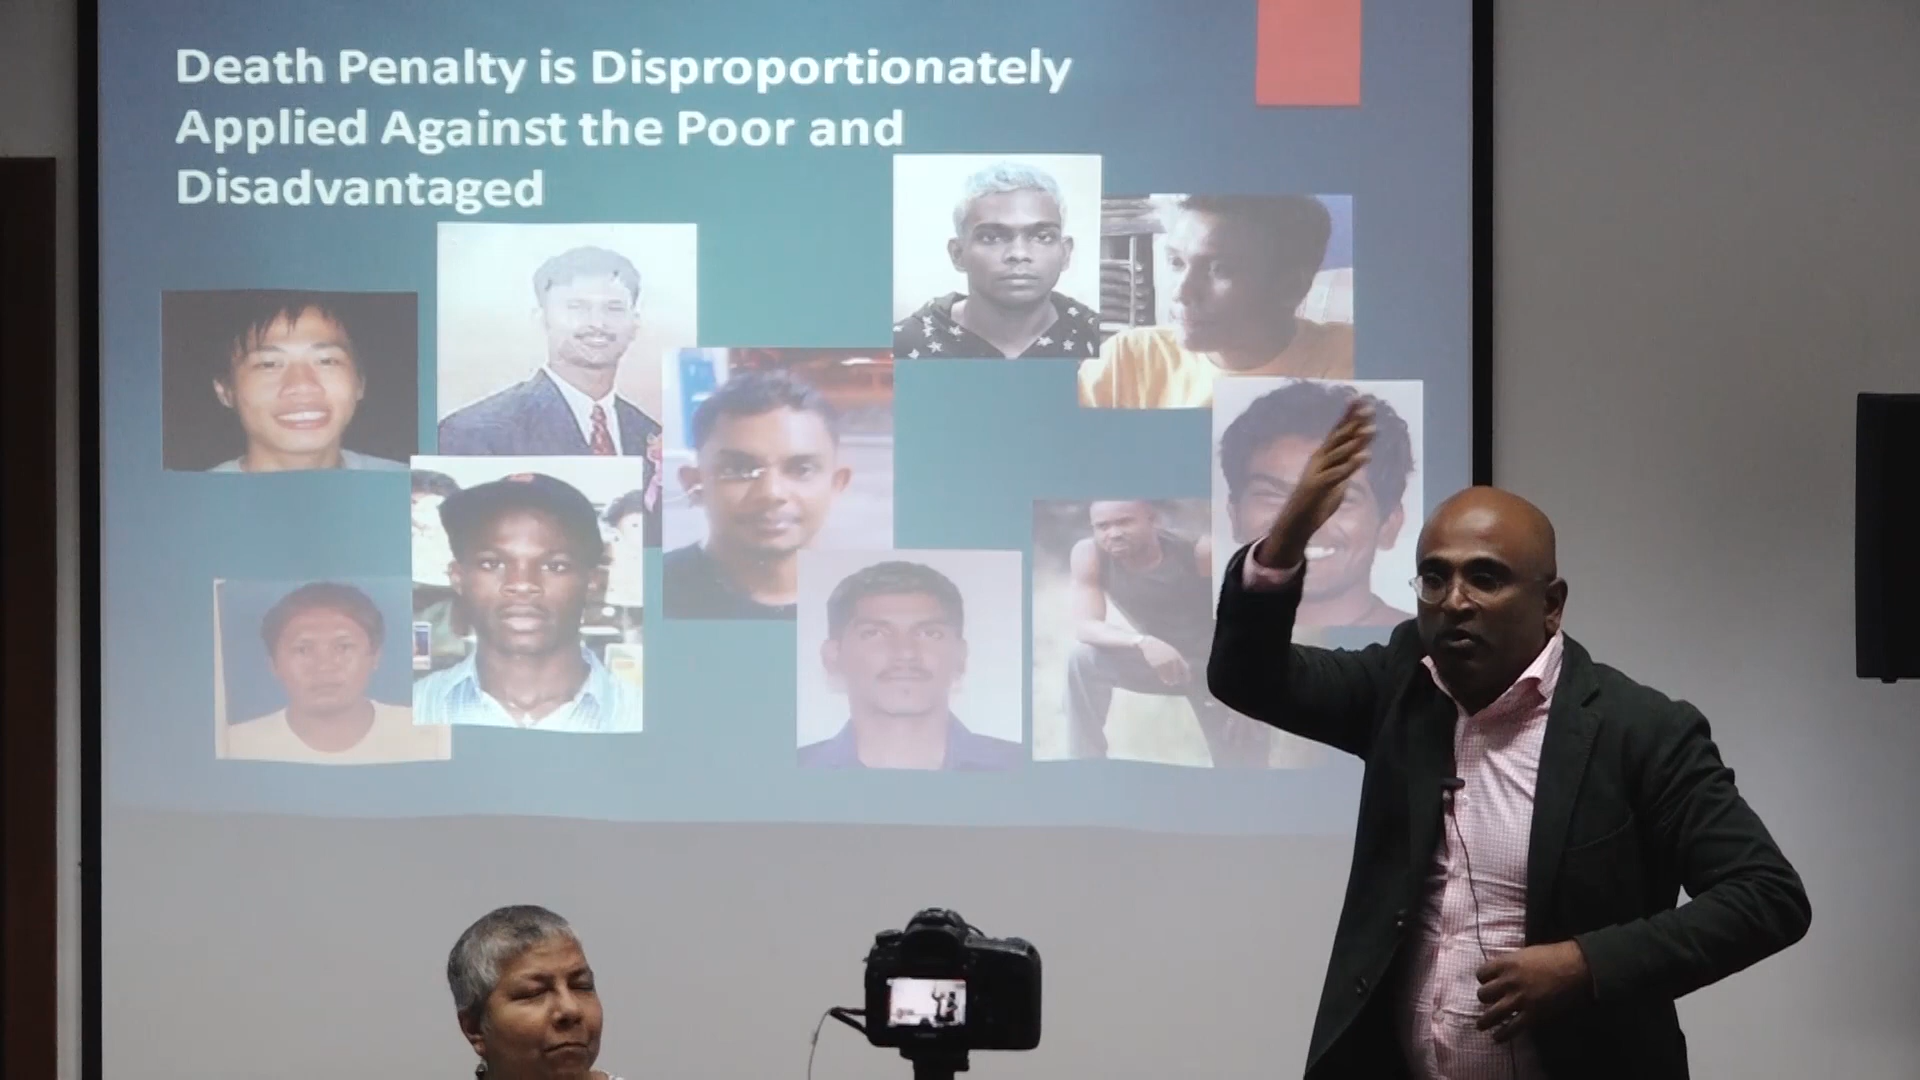 Death Penalty is Disproportionately
Applied Against the Poor and
Disadvantaged